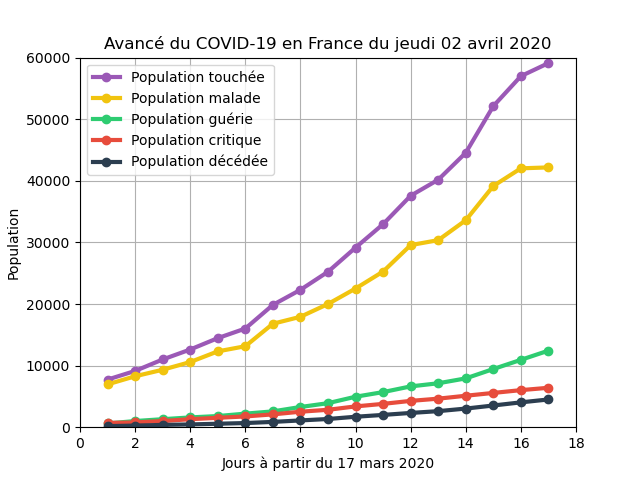 Avancé du COVID-19 en France du jeudi 02 avril 2020
60000
50000
40000
30000
20000
10000
0
Population
Population touchée
Population malade
Population guérie
Population critique
Population décédée
0 2 4 6 8 10 12 14 16 18
Jours à partir du 17 mars 2020